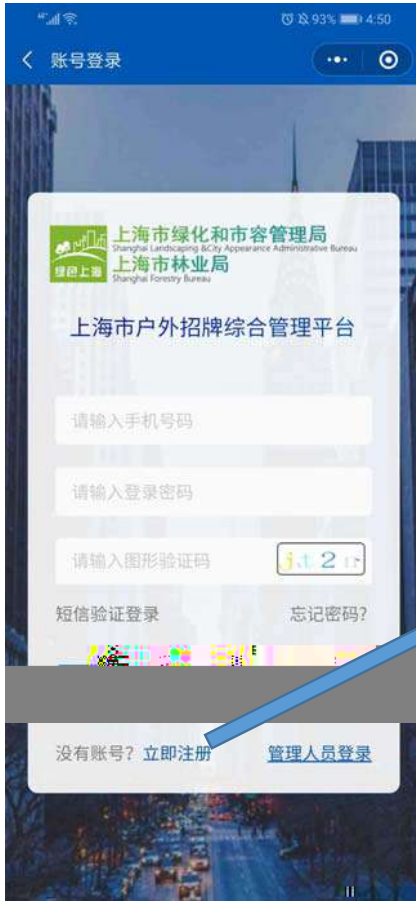 93% 4:50
账号登录
上海市绿化和市容管理局
Shanghai Landscaping &City Appearance Administrative Bureau
上海市林业局
Shanghai Forestry Bureau
绿色上海
上海市户外招牌综合管理平台
请输入手机号码
请输入登录密码
请输入图形验证码
短信验证登录 忘记密码?
没有账号? 立即注册 管理人员登录